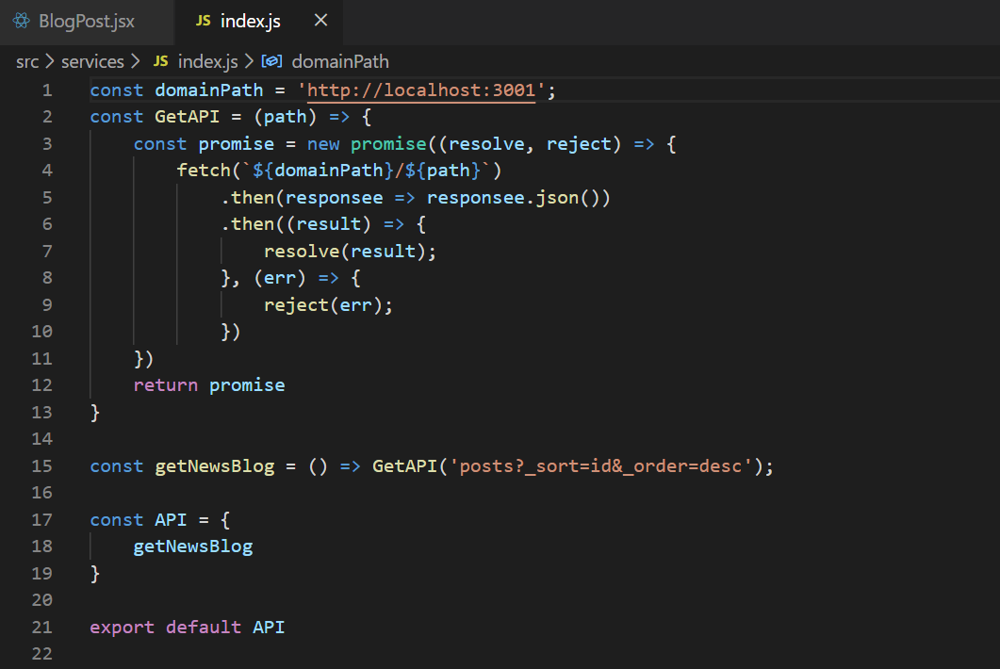 BlogPost.jsx JS index.js ×
src > services > JS index.js > domainPath
1 const domainPath = 'http://localhost:3001';
2 const GetAPI = (path) => {
3 const promise = new promise((resolve, reject) => {
4 fetch(`${domainPath}/${path}`)
5 .then(responsee => responsee.json())
6 .then((result) => {
7 resolve(result);
8 }, (err) => {
9 reject(err);
10 })
11 })
12 return promise
13 }
14
15 const getNewsBlog = () => GetAPI('posts?_sort=id&_order=desc');
16
17 const API = {
18 getNewsBlog
19 }
20
21 export default API
22